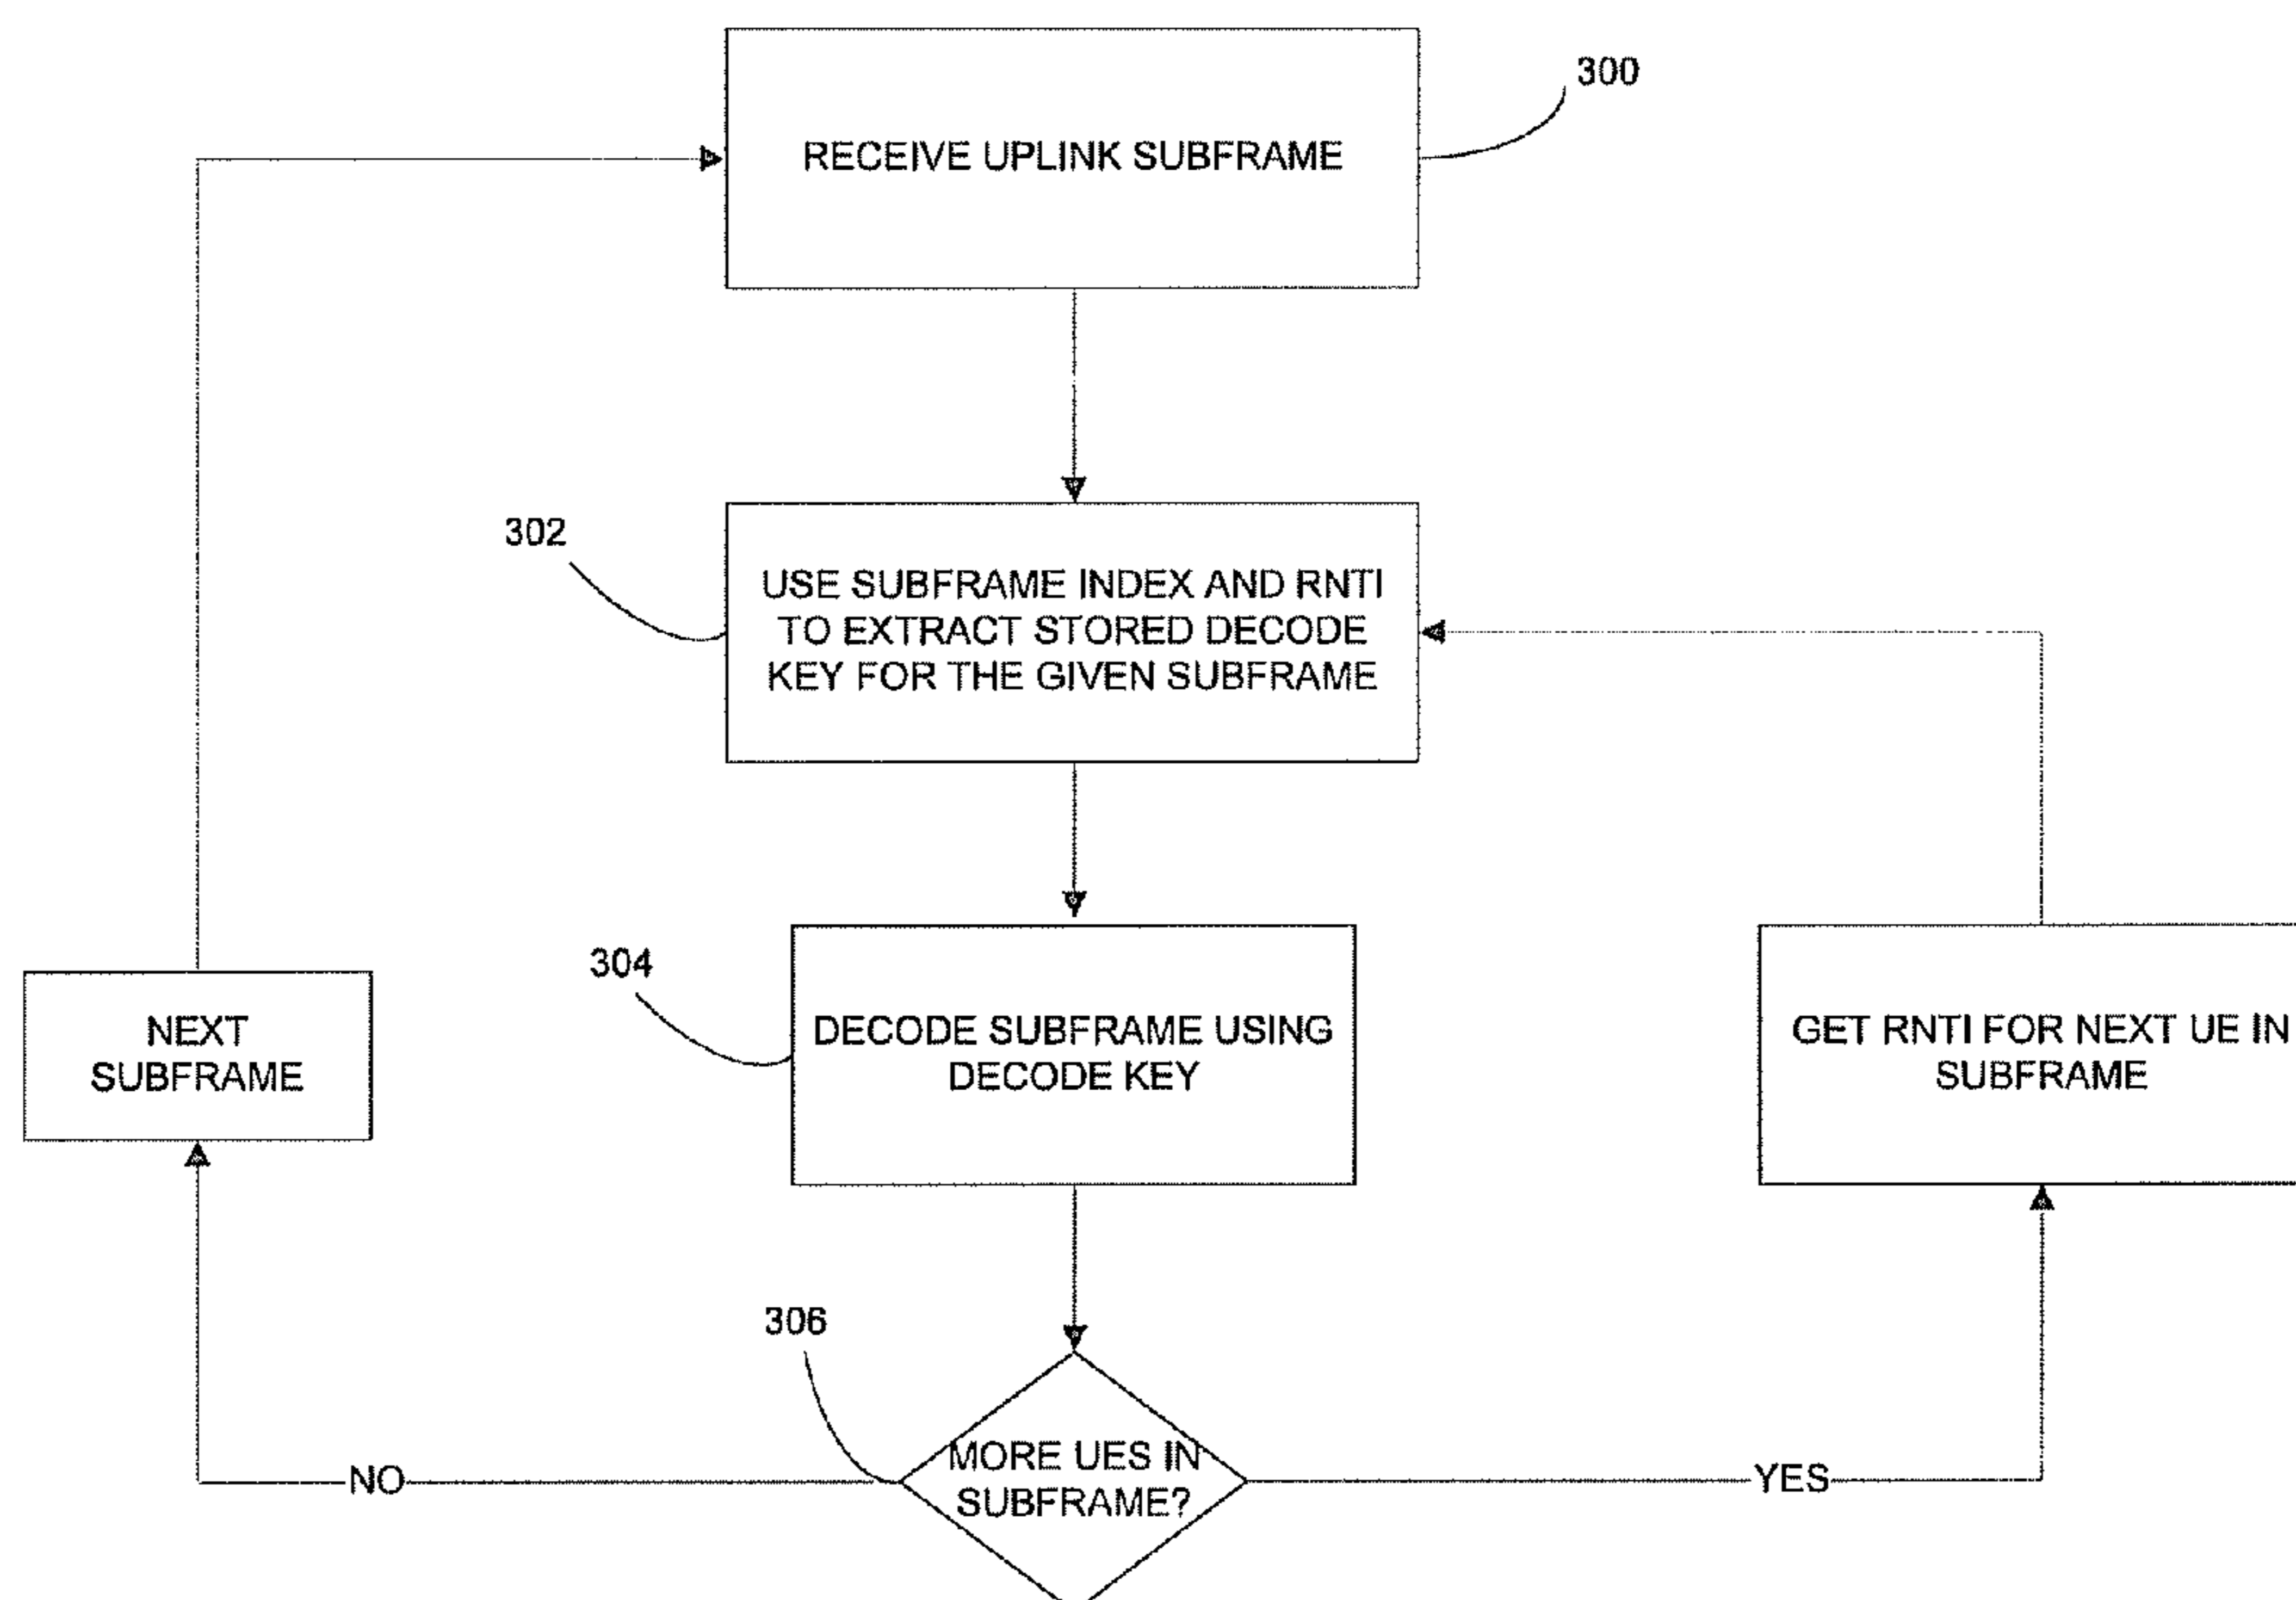 300
RECEIVE UPLINK SUBFRAME
302
USE SUBFRAME INDEX AND RNTI
TO EXTRACT STORED DECODE
KEY FOR THE GIVEN SUBFRAME
304
NEXT
SUBFRAME
DECODE SUBFRAME USING
DECODE KEY
GET RNTI FOR NEXT UE IN
SUBFRAME
306
MORE UES IN
SUBFRAME?
NO
YES